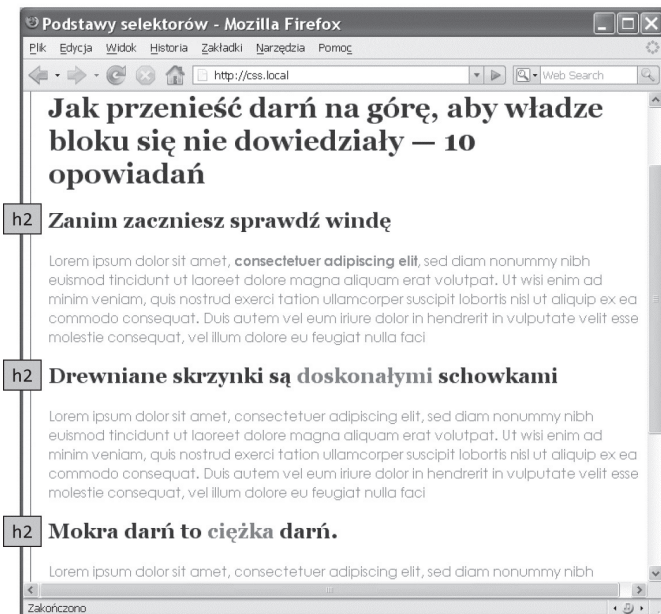 Podstawy selektorów - Mozilla Firefox
Plik Edycja Widok Historia Zakładki Narzędzia Pomoc
http://css.local Web Search
Jak przenieść darń na górę, aby władze
bloku się nie dowiedziały — 10
opowiadań
h2 Zanim zaczniesz sprawdź windę
Lorem ipsum dolor sit amet, consectetuer adipiscing elit, sed diam nonummy nibh
euismod tincidunt ut laoreet dolore magna aliquam erat volutpat. Ut wisi enim ad
minim veniam, quis nostrud exerci tation ullamcorper suscipit lobortis nisl ut aliquip ex ea
commodo consequat. Duis autem vel eum iriure dolor in hendrerit in vulputate velit esse
molestie consequat, vel illum dolore eu feugiat nulla faci
h2 Drewniane skrzynki są doskonałymi schowkami
Lorem ipsum dolor sit amet, consectetuer adipiscing elit, sed diam nonummy nibh
euismod tincidunt ut laoreet dolore magna aliquam erat volutpat. Ut wisi enim ad
minim veniam, quis nostrud exerci tation ullamcorper suscipit lobortis nisl ut aliquip ex ea
commodo consequat. Duis autem vel eum iriure dolor in hendrerit in vulputate velit esse
molestie consequat, vel illum dolore eu feugiat nulla faci
h2 Mokra darń to ciężka darń.
Lorem ipsum dolor sit amet, consectetuer adipiscing elit, sed diam nonummy nibh
Zakończono